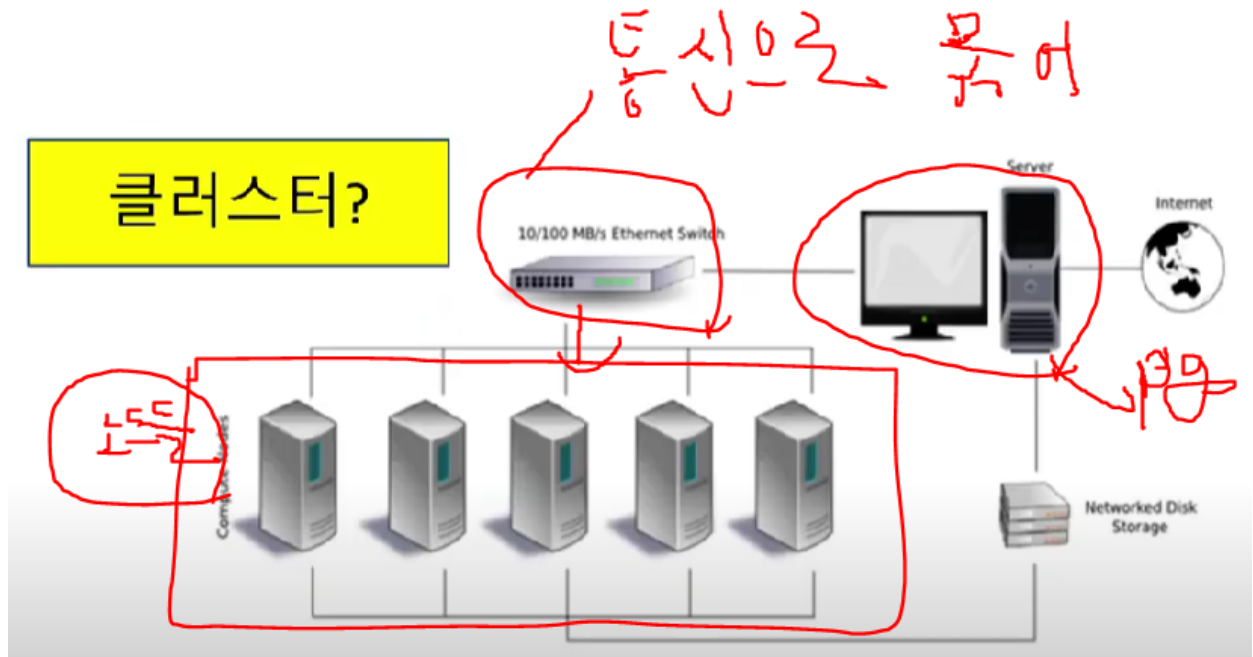 통신으로 묶어
클러스터?
Server
Internet
10/100 MB/s Ethernet Switch
노드
Compute Nodes
Networked Disk
Storage